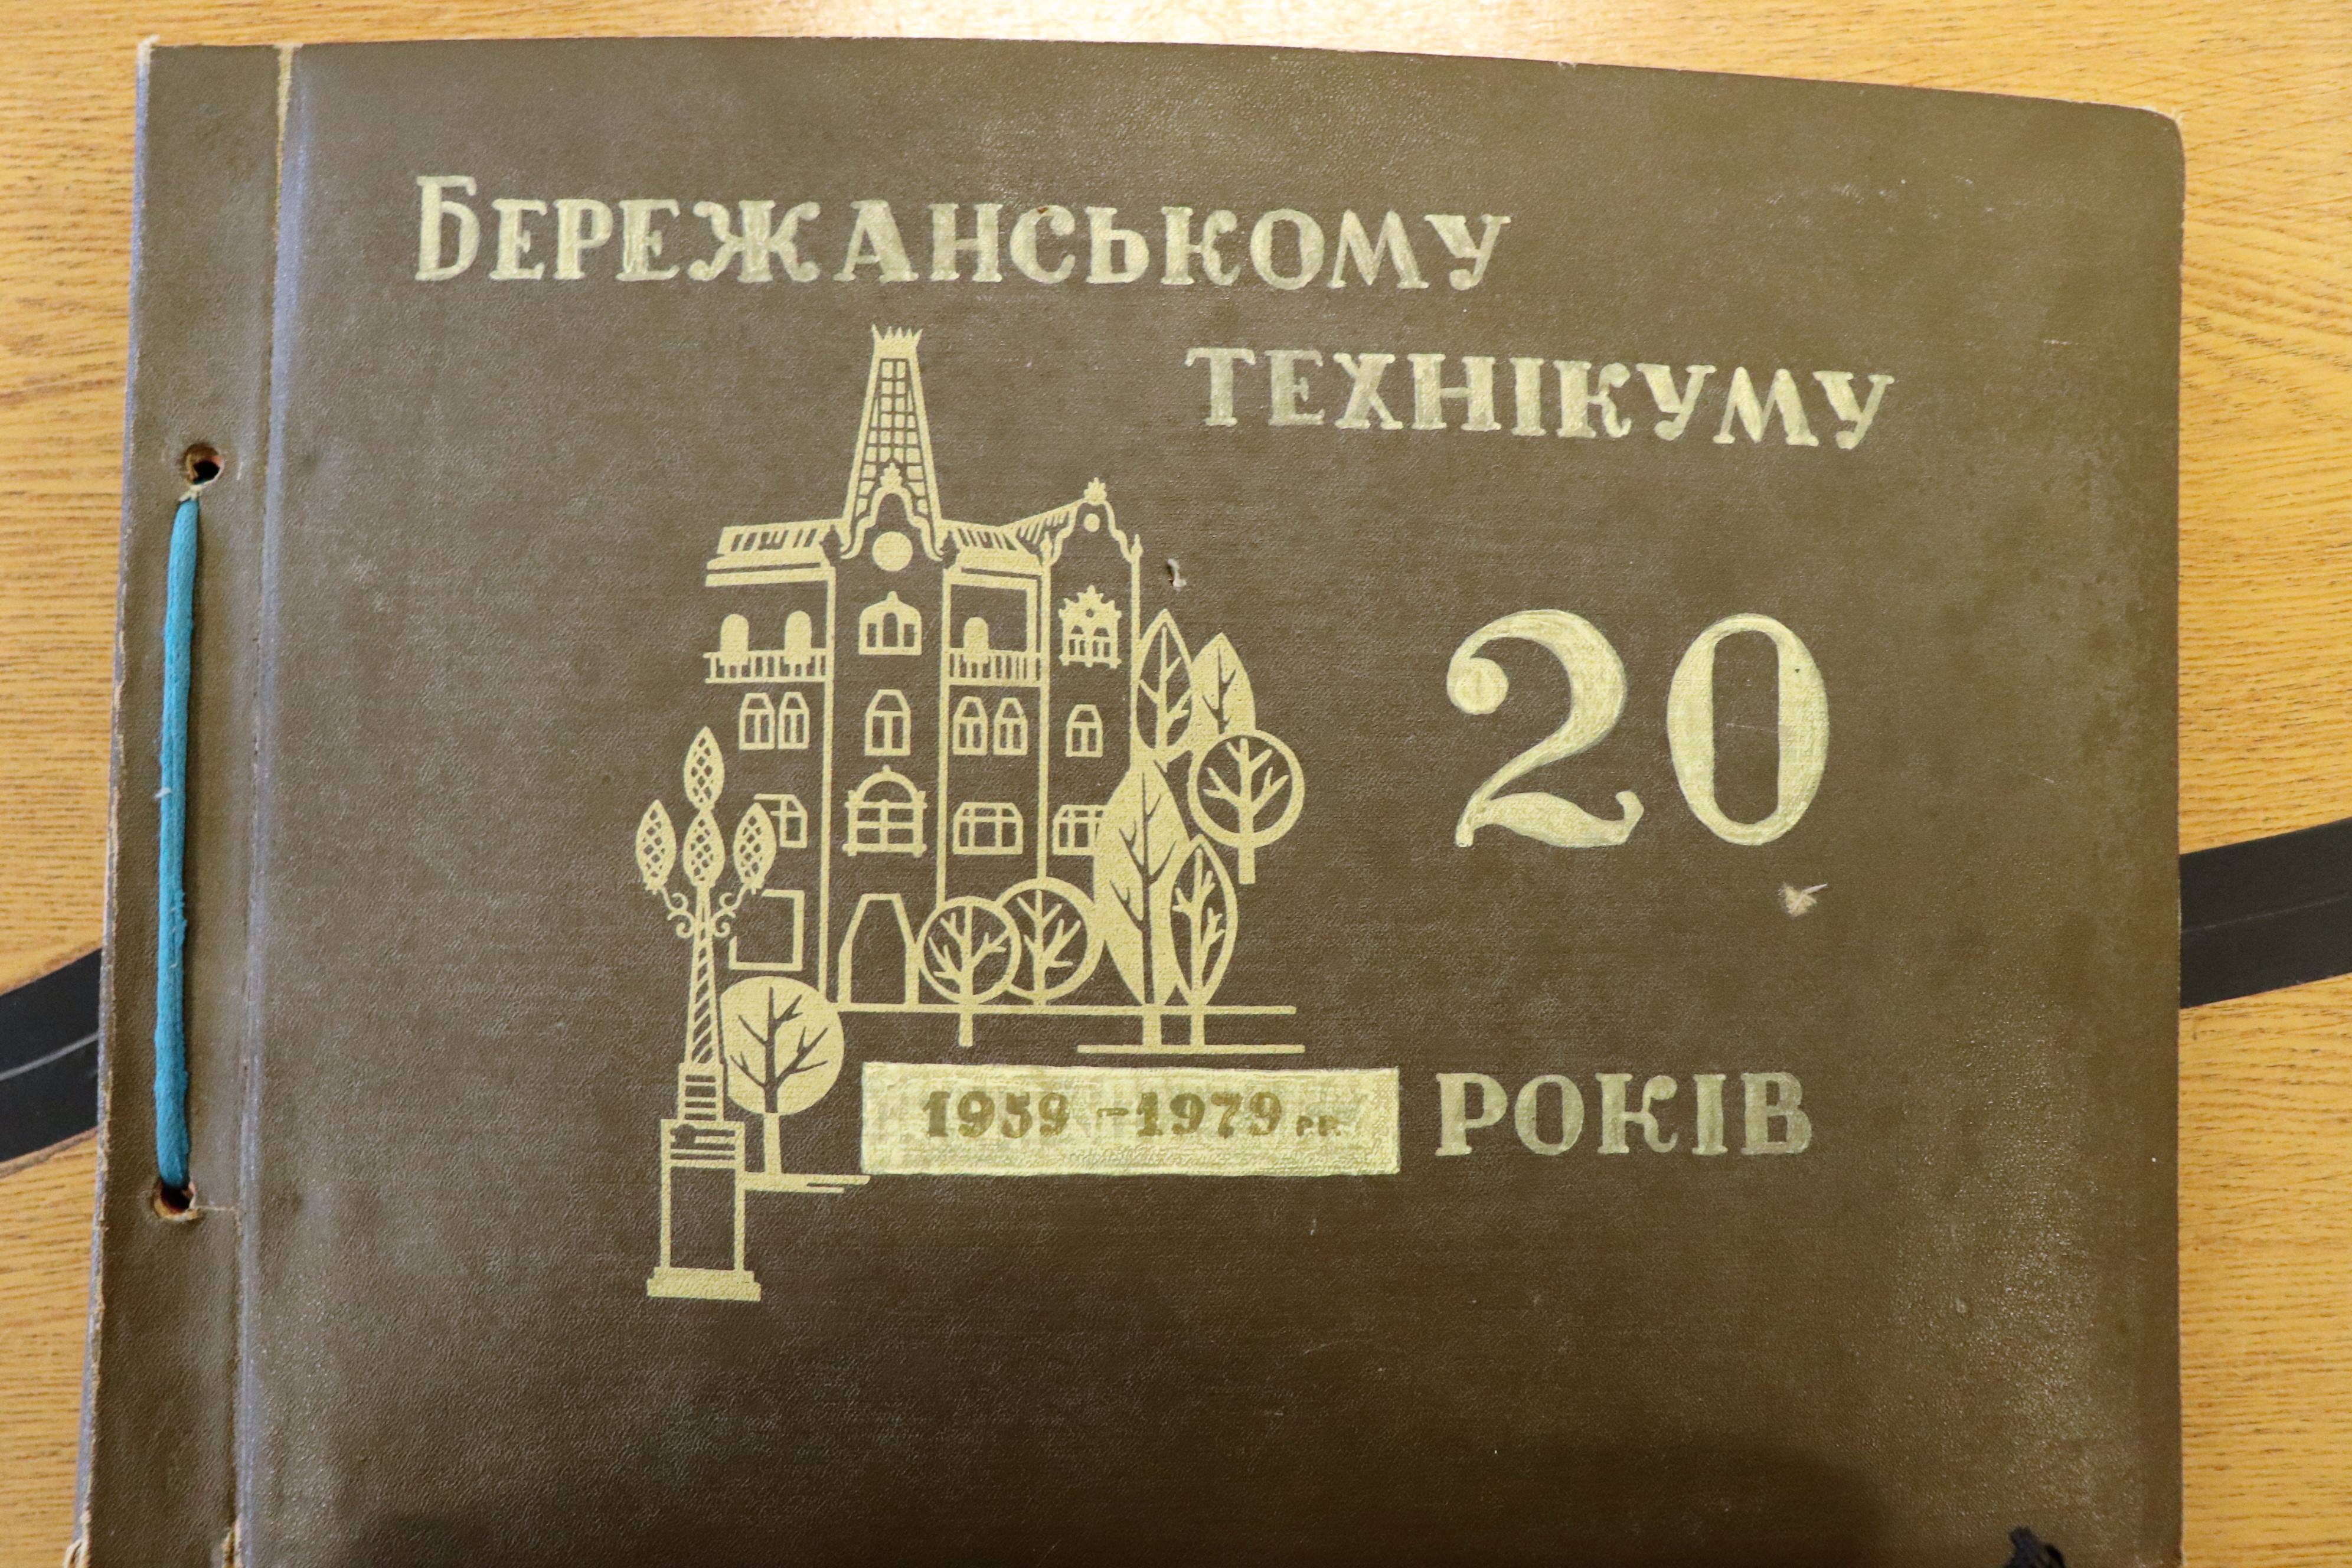 БЕРЕЖАНСЬКОМУ
ТЕХНІКУМУ
20
1959 - 1979 рр.
РОКІВ